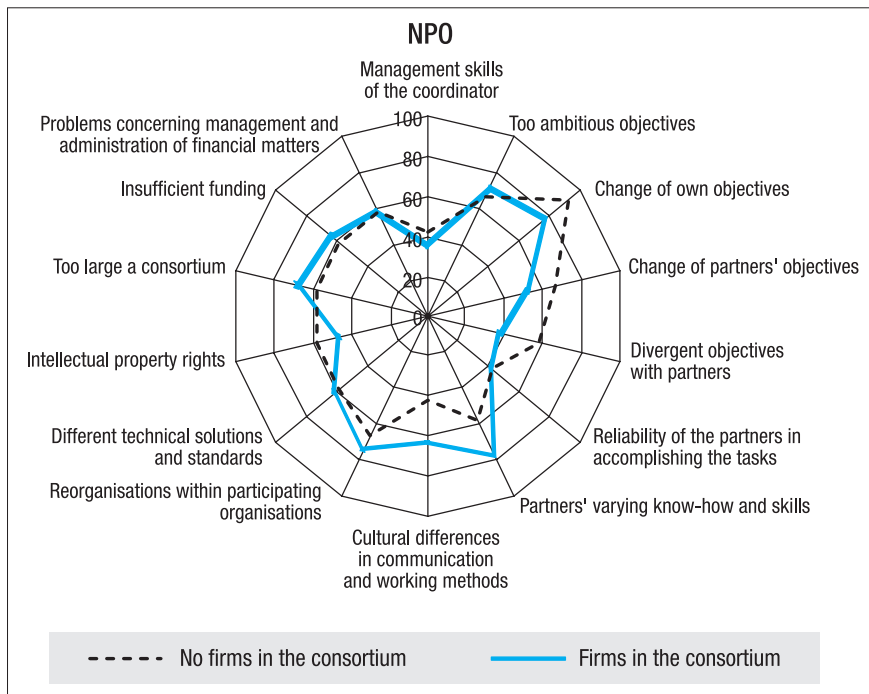 NPO
Management skills
of the coordinator
Too ambitious objectives
Change of own objectives
Change of partners' objectives
Divergent objectives
with partners
Reliability of the partners in
accomplishing the tasks
Partners' varying know-how and skills
Cultural differences
in communication
and working methods
Reorganisations within participating
organisations
Different technical solutions
and standards
Intellectual property rights
Too large a consortium
Insufficient funding
Problems concerning management and
administration of financial matters
100
80
60
40
20
0
No firms in the consortium
Firms in the consortium